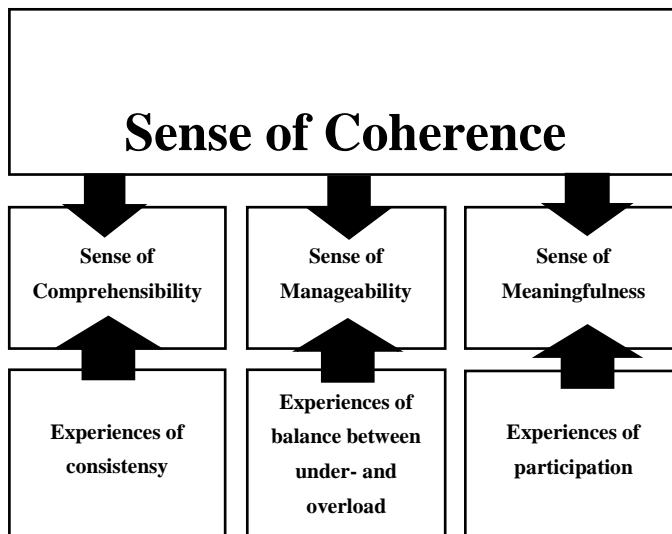 Sense of Coherence
Sense of
Comprehensibility
Sense of
Manageability
Sense of
Meaningfulness
Experiences of
consistensy
Experiences of
balance between
under- and
overload
Experiences of
participation